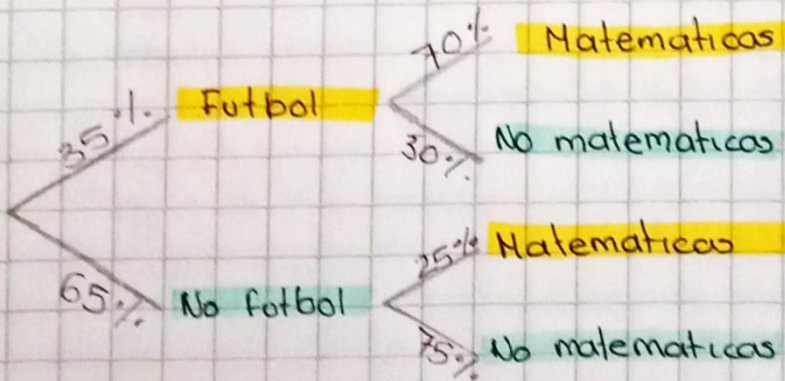 70%
Matematicas
35%
Futbol
30%
No matematicas
25%
Matematicas
65%
No fotbol
75%
No matematicas